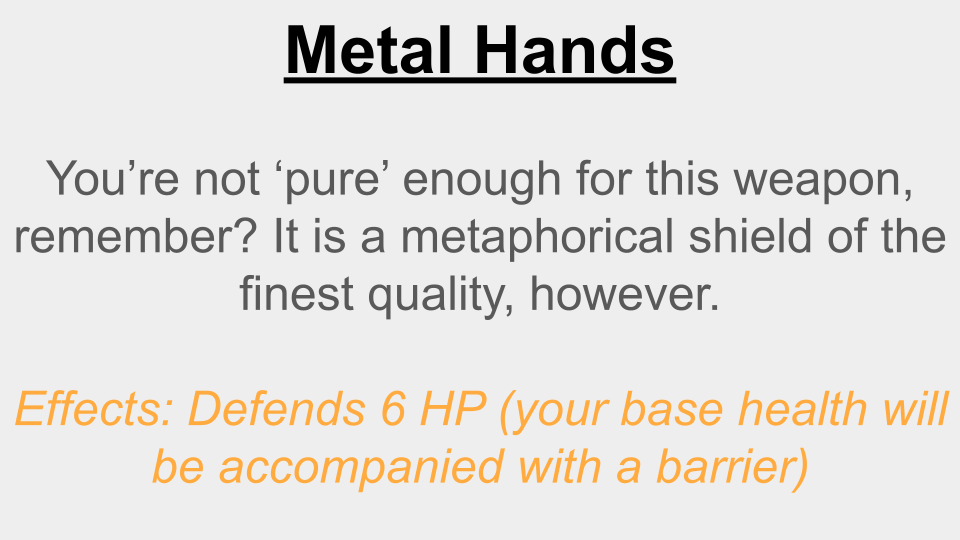 Metal Hands
You’re not ‘pure’ enough for this weapon,
remember? It is a metaphorical shield of the
finest quality, however.
Effects: Defends 6 HP (your base health will
be accompanied with a barrier)